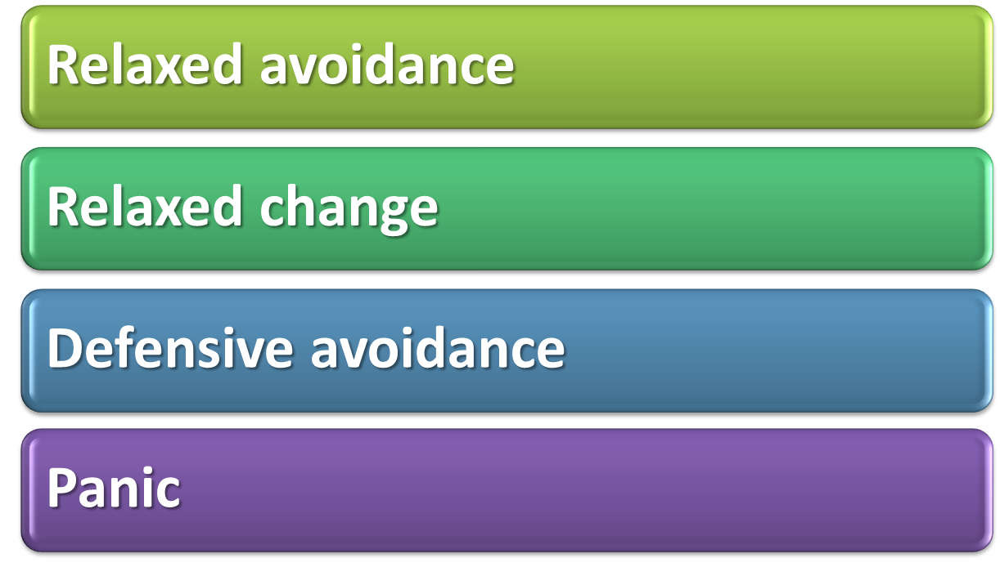 Relaxed avoidance
Relaxed change
Defensive avoidance
Panic